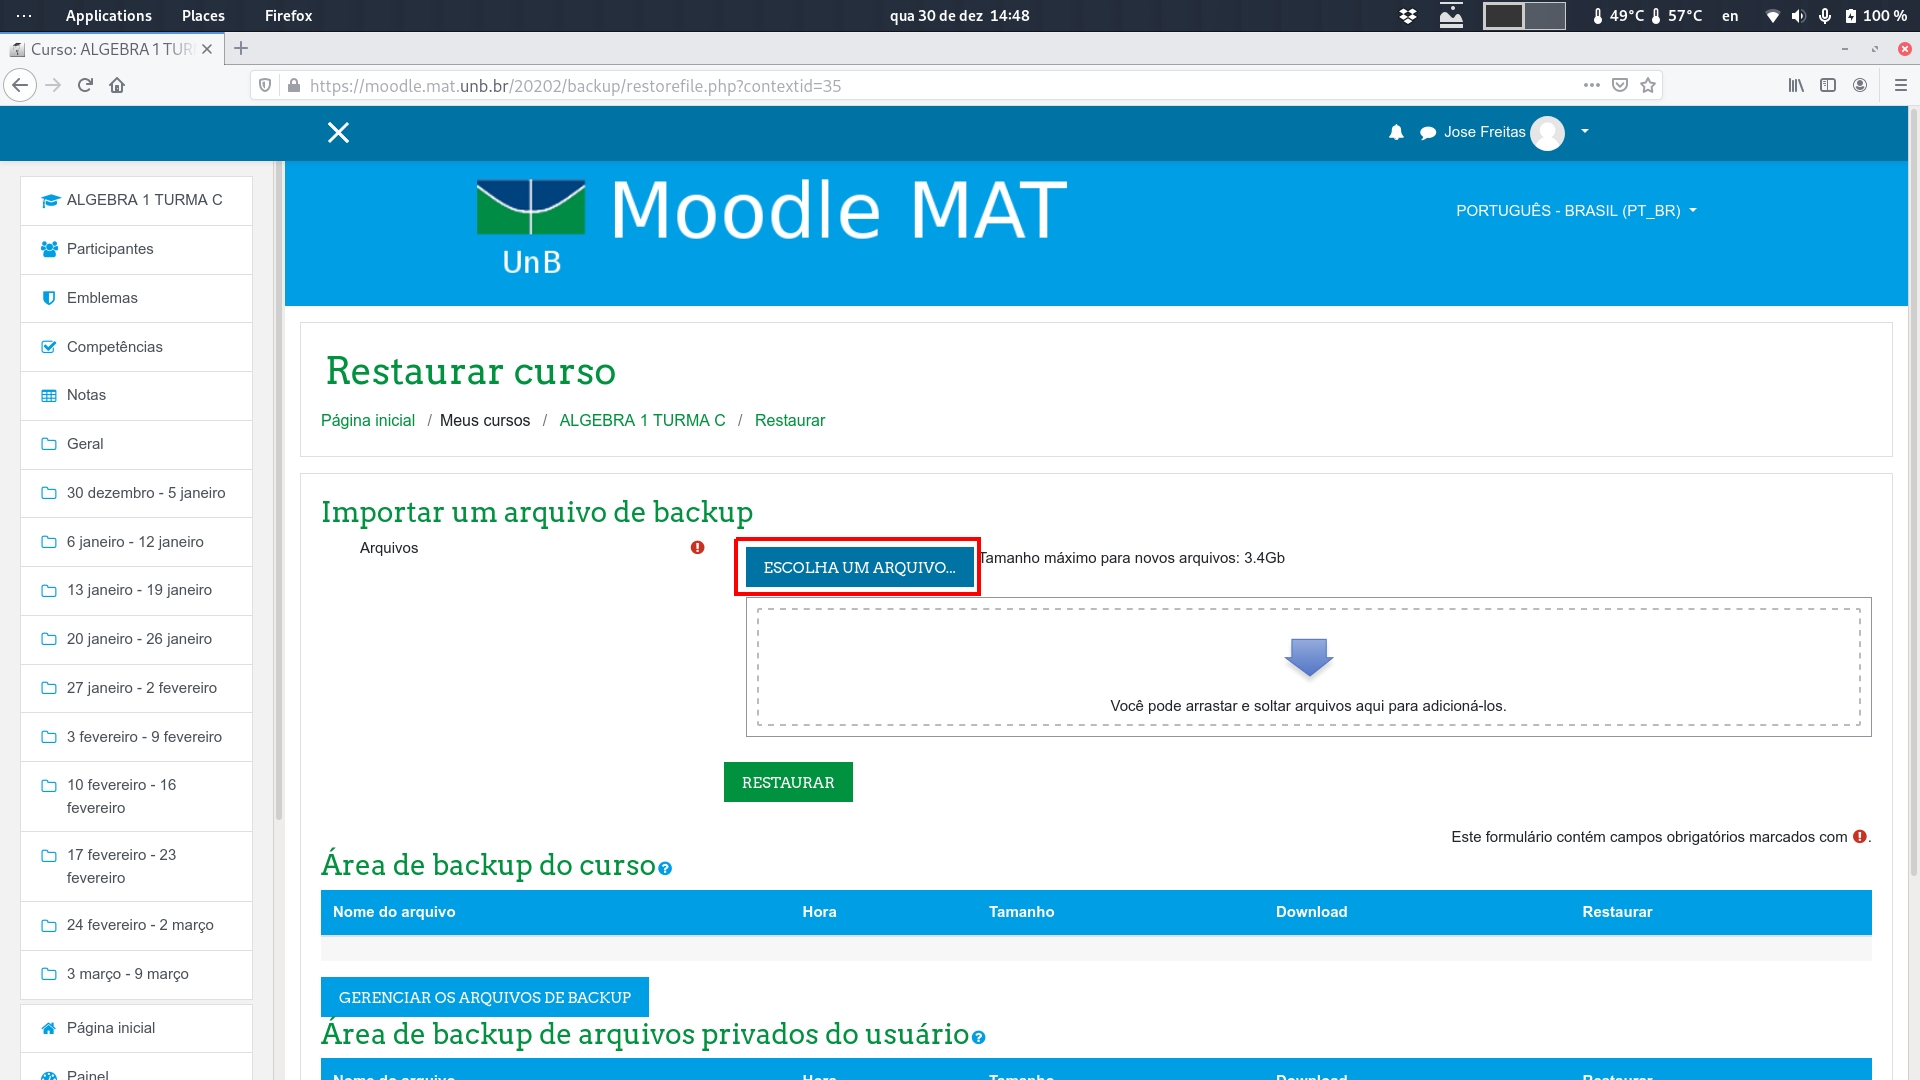 Applications Places Firefox qua 30 de dez 14:48 49°C 57°C en 100 %
Curso: ALGEBRA 1 TUR
https://moodle.mat.unb.br/20202/backup/restorefile.php?contextid=35
Jose Freitas
ALGEBRA 1 TURMA C
Participantes
Emblemas
Competências
Notas
Geral
30 dezembro - 5 janeiro
6 janeiro - 12 janeiro
13 janeiro - 19 janeiro
20 janeiro - 26 janeiro
27 janeiro - 2 fevereiro
3 fevereiro - 9 fevereiro
10 fevereiro - 16
fevereiro
17 fevereiro - 23
fevereiro
24 fevereiro - 2 março
3 março - 9 março
Página inicial
Painel
Moodle MAT
UnB
PORTUGUÊS - BRASIL (PT_BR)
Restaurar curso
Página inicial / Meus cursos / ALGEBRA 1 TURMA C / Restaurar
Importar um arquivo de backup
Arquivos
ESCOLHA UM ARQUIVO...
Tamanho máximo para novos arquivos: 3.4Gb
Você pode arrastar e soltar arquivos aqui para adicioná-los.
RESTAURAR
Este formulário contém campos obrigatórios marcados com .
Área de backup do curso
Nome do arquivo Hora Tamanho Download Restaurar
GERENCIAR OS ARQUIVOS DE BACKUP
Área de backup de arquivos privados do usuário
Nome do arquivo Hora Tamanho Download Restaurar